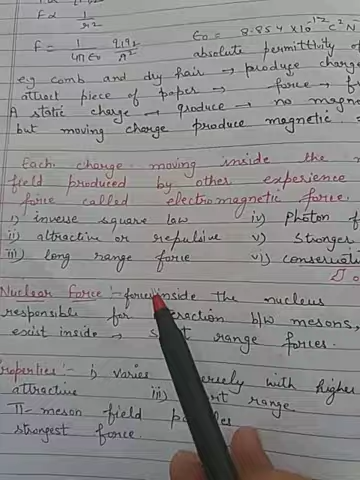 F ∝ 1/r²
F = 1/4πε₀ q₁q₂/r²
ε₀ = 8.854 × 10⁻¹² C² N
absolute permittivity of
e.g comb and dry hair → produce charge
attract piece of paper → force →
A static charge → produce → no magn
but moving charge produce magnetic
Each charge moving inside the
field produced by other experience
force called electromagnetic force.
i) inverse square law iv) Photon f
ii) attractive or repulsive v) stronger
iii) long range force vi) conservati
Nuclear force :- forces inside the nucleus
responsible for interaction b/w mesons,
exist inside → short range forces.
roperties :- i) varies inversely with higher
attractive iii) short range
π- meson field particles
strongest force.